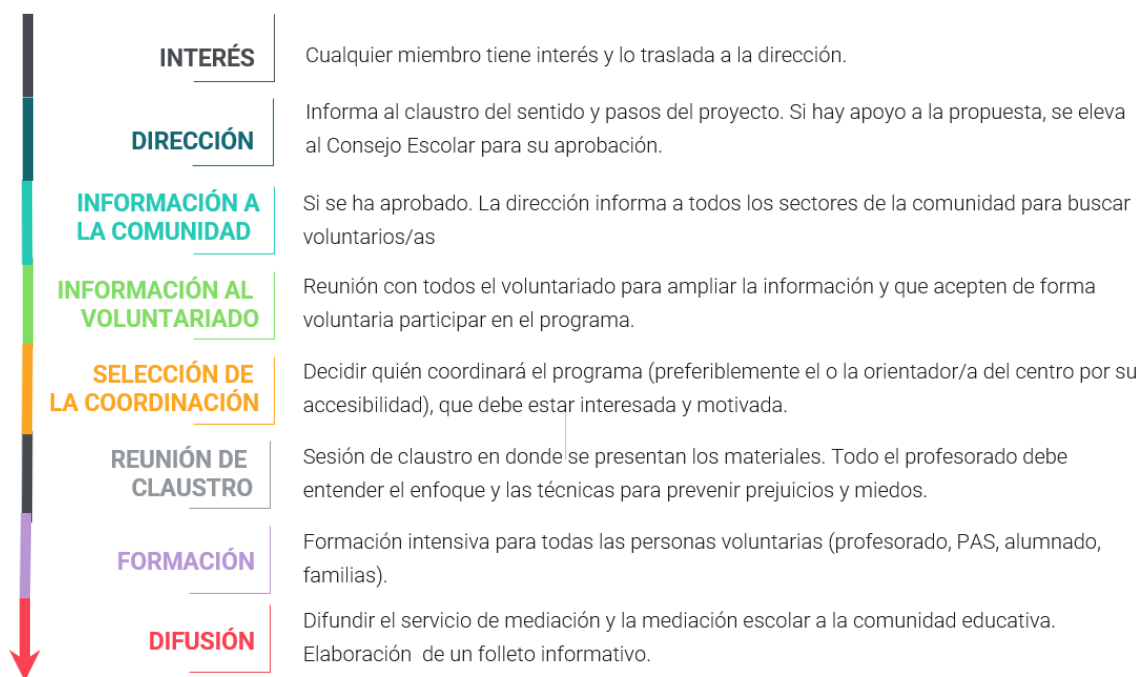 INTERÉS
Cualquier miembro tiene interés y lo traslada a la dirección.
DIRECCIÓN
Informa al claustro del sentido y pasos del proyecto. Si hay apoyo a la propuesta, se eleva
al Consejo Escolar para su aprobación.
INFORMACIÓN A
LA COMUNIDAD
Si se ha aprobado. La dirección informa a todos los sectores de la comunidad para buscar
voluntarios/as
INFORMACIÓN AL
VOLUNTARIADO
Reunión con todos el voluntariado para ampliar la información y que acepten de forma
voluntaria participar en el programa.
SELECCIÓN DE
LA COORDINACIÓN
Decidir quién coordinará el programa (preferiblemente el o la orientador/a del centro por su
accesibilidad), que debe estar interesada y motivada.
REUNIÓN DE
CLAUSTRO
Sesión de claustro en donde se presentan los materiales. Todo el profesorado debe
entender el enfoque y las técnicas para prevenir prejuicios y miedos.
FORMACIÓN
Formación intensiva para todas las personas voluntarias (profesorado, PAS, alumnado,
familias).
DIFUSIÓN
Difundir el servicio de mediación y la mediación escolar a la comunidad educativa.
Elaboración de un folleto informativo.